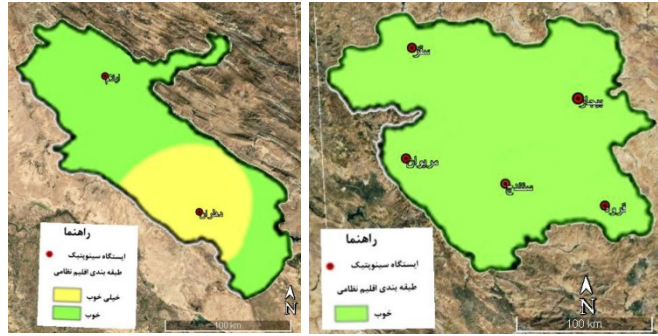 ایلام
دهلران
راهنما
ایستگاه سینوپتیک
طبقه بندی اقلیم نظامی
خیلی خوب
خوب
N
100 km
سقز
بیجار
مریوان
سنندج
قروه
راهنما
ایستگاه سینوپتیک
طبقه بندی اقلیم نظامی
خوب
N
100 km